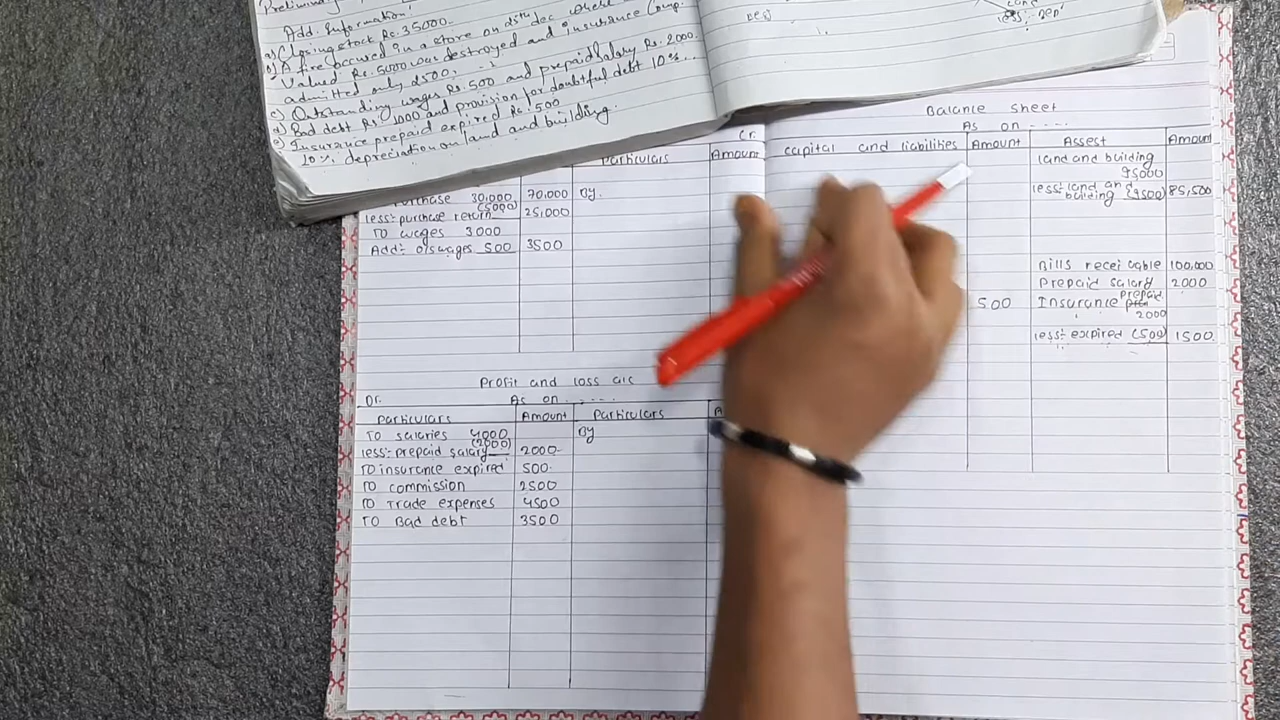 Add. Information!
a) Closing stock Rs. 35000.
b) A fire occured in a store on 25th dec where
Valued Rs. 5000 was destroyed and insurance comp.
admitted only 2500.
c) Outstanding wages Rs. 500 and prepaid salary Rs. 2000.
d) Bad debt Rs. 1000 and provision for doubtful debt 10%.
e) Insurance prepaid expired Rs. 500
10%. depreciation on land and building.
Cr.
Particulars Amount
30,000 70,000 By.
less:- purchase return (5000) 25,000
TO wages 3000
Add:- o/s wages 500 3500
Profit and loss a/c
Dr. As on .....
Particulars Amount Particulars
TO salaries 4000 By
less:- prepaid salary (2000) 2000
TO insurance expired 500
TO commission 2500
TO Trade expenses 4500
TO Bad debt 3500
Balance sheet
As on .....
capital and liabilities Amount Assest Amount
land and building
95000
less:- land and
building (9500) 85,500
Bills receivable 100,000
Prepaid salary 2000
500 Insurance prepaid
2000
less:- expired (500) 1500